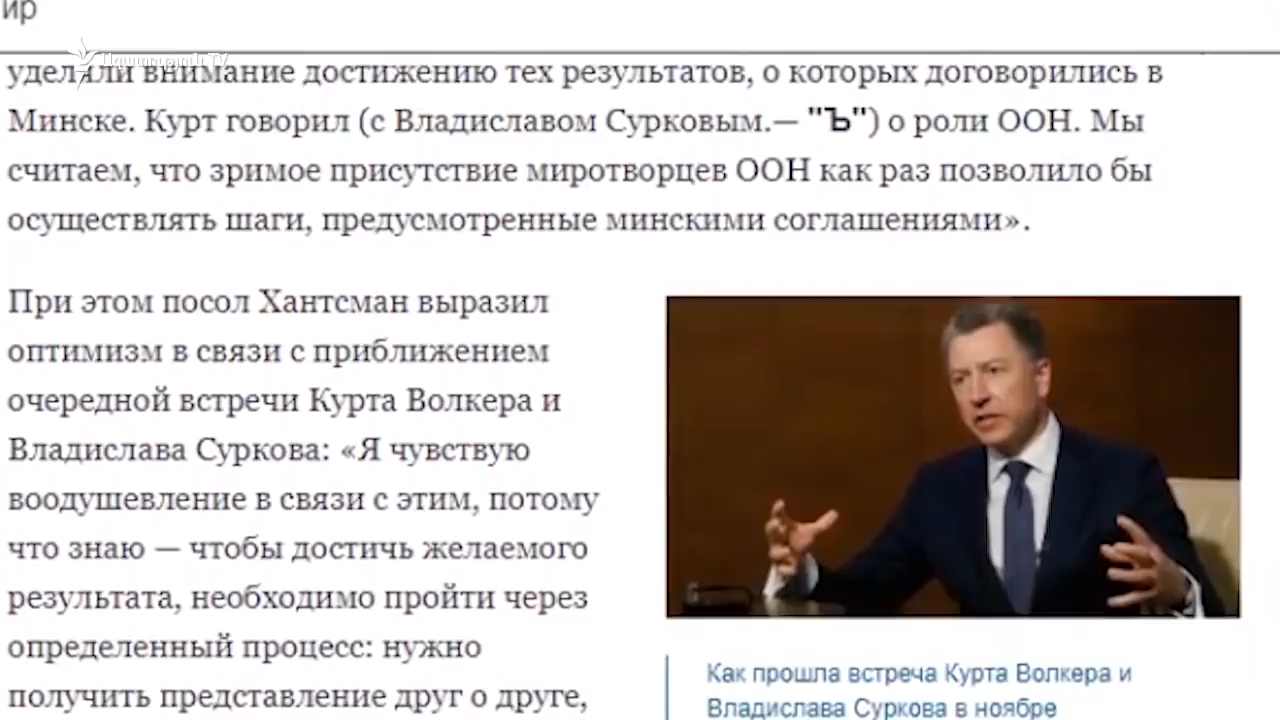 ир
Ազատություն TV
уделяли внимание достижению тех результатов, о которых договорились в
Минске. Курт говорил (с Владиславом Сурковым.— "Ъ") о роли ООН. Мы
считаем, что зримое присутствие миротворцев ООН как раз позволило бы
осуществлять шаги, предусмотренные минскими соглашениями».
При этом посол Хантсман выразил
оптимизм в связи с приближением
очередной встречи Курта Волкера и
Владислава Суркова: «Я чувствую
воодушевление в связи с этим, потому
что знаю — чтобы достичь желаемого
результата, необходимо пройти через
определенный процесс: нужно
получить представление друг о друге,
Как прошла встреча Курта Волкера и
Владислава Суркова в ноябре